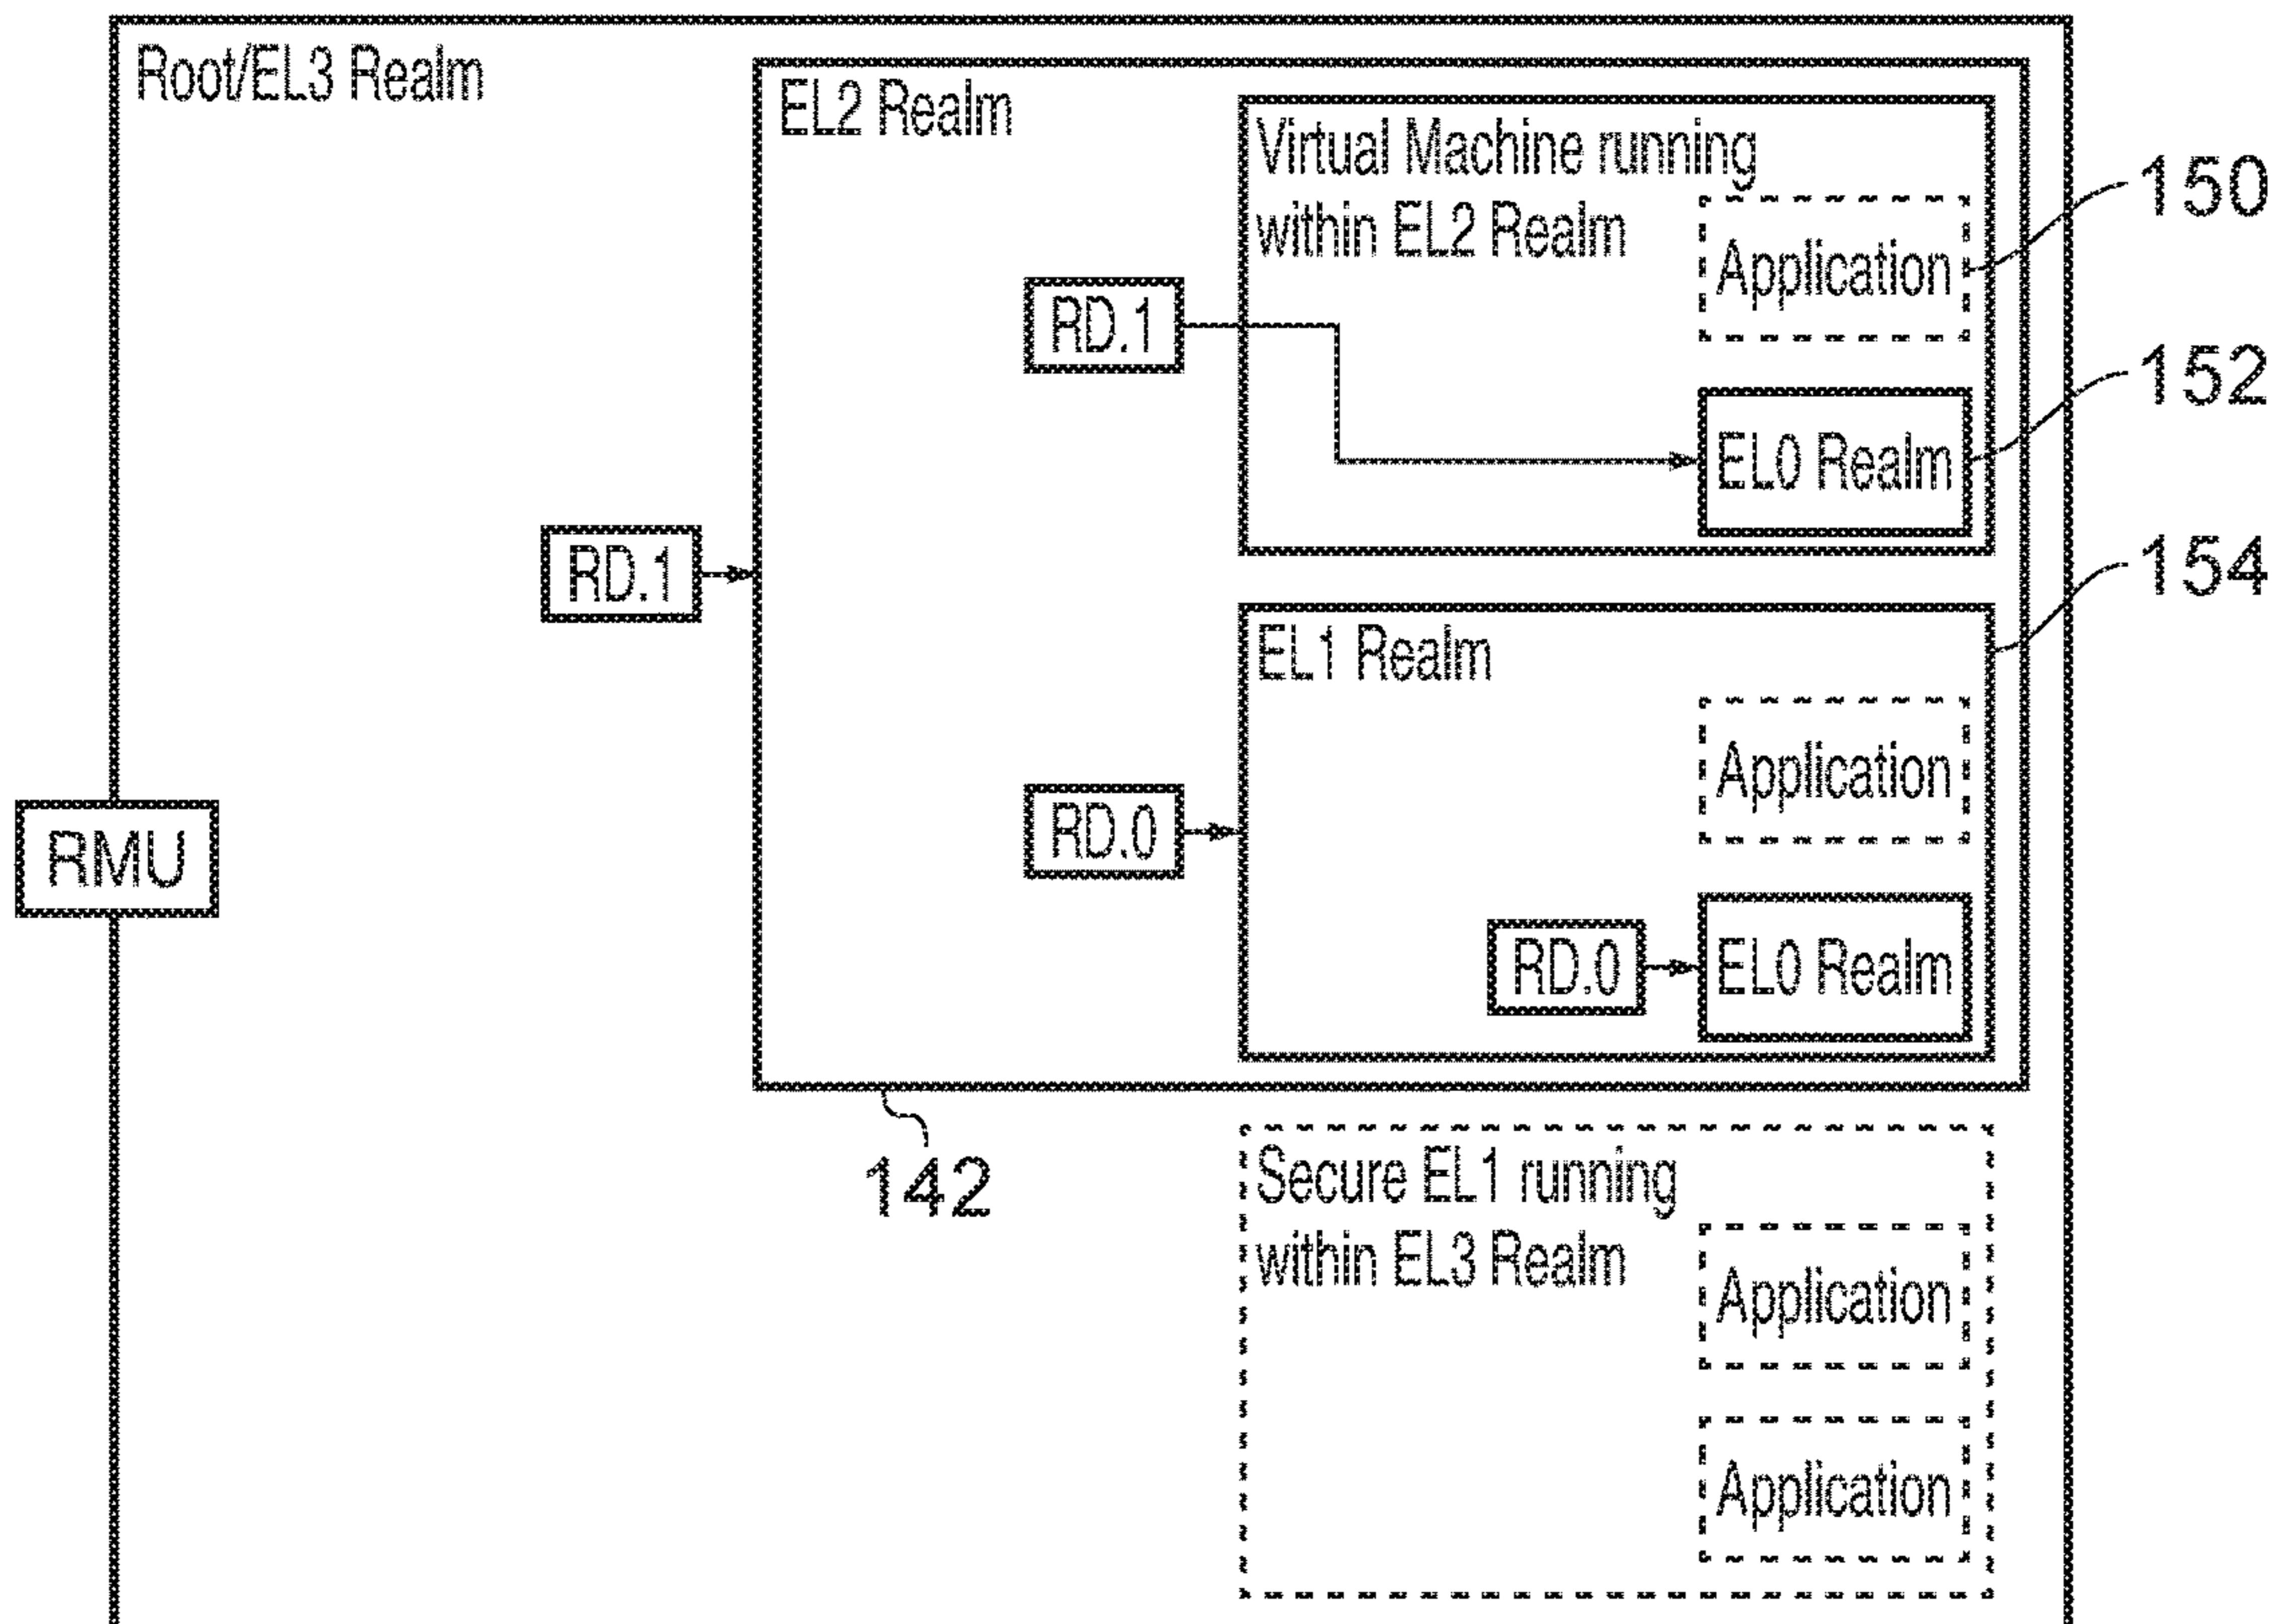 Root/EL3 Realm
EL2 Realm
Virtual Machine running
within EL2 Realm
Application
150
RD.1
EL0 Realm
152
RD.1
154
EL1 Realm
Application
RD.0
RMU
RD.0
EL0 Realm
142
Secure EL1 running
within EL3 Realm
Application
Application